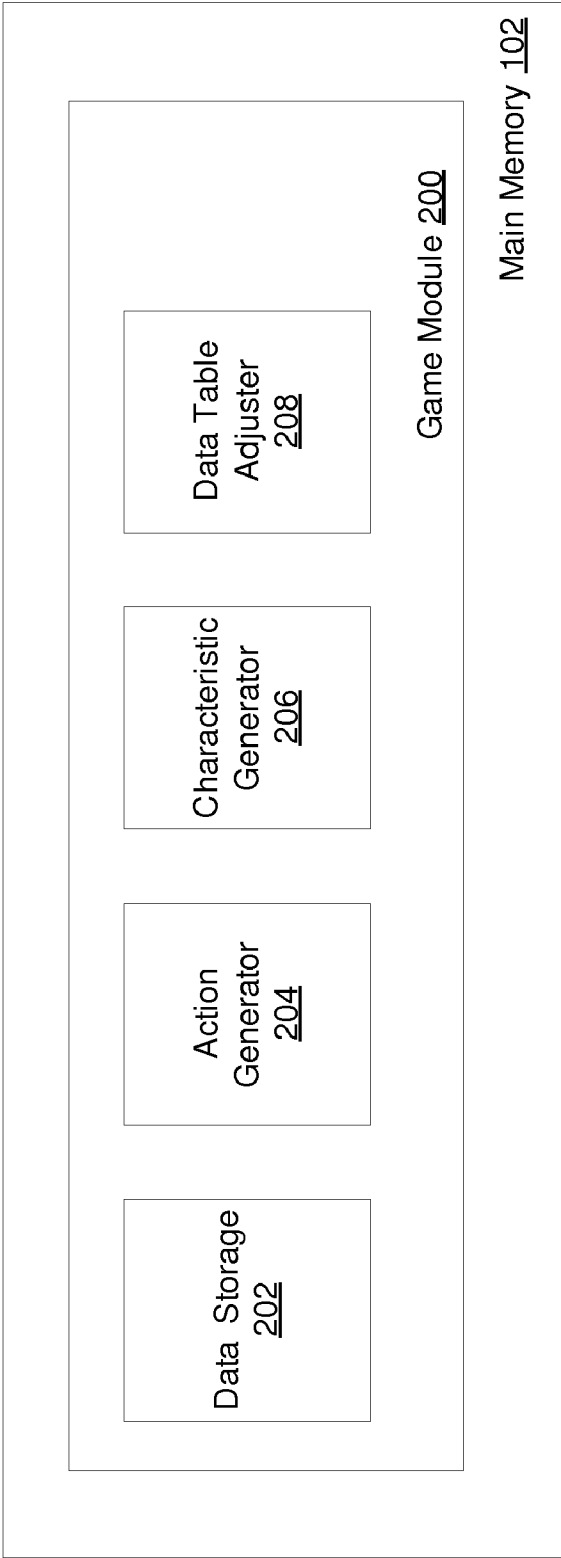 Data Storage
202
Action
Generator
204
Characteristic
Generator
206
Data Table
Adjuster
208
Game Module 200
Main Memory 102